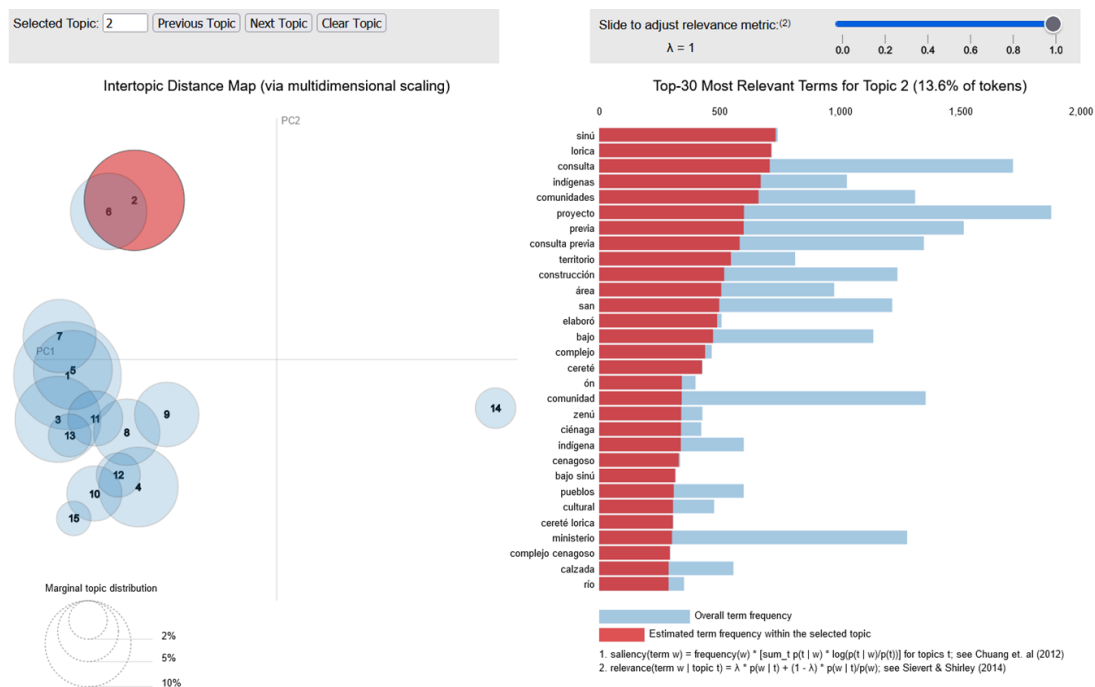 Selected Topic: 2 Previous Topic Next Topic Clear Topic
Slide to adjust relevance metric:(2)
λ = 1
0.0 0.2 0.4 0.6 0.8 1.0
Intertopic Distance Map (via multidimensional scaling)
PC2
PC1
2
6
7
5
1
3
11
13
8
9
14
12
10
4
15
Marginal topic distribution
2%
5%
10%
Top-30 Most Relevant Terms for Topic 2 (13.6% of tokens)
0 500 1,000 1,500 2,000
sinú
lorica
consulta
indígenas
comunidades
proyecto
previa
consulta previa
territorio
construcción
área
san
elaboró
bajo
complejo
cereté
ón
comunidad
zenú
ciénaga
indígena
cenagoso
bajo sinú
pueblos
cultural
cereté lorica
ministerio
complejo cenagoso
calzada
río
Overall term frequency
Estimated term frequency within the selected topic
1. saliency(term w) = frequency(w) * [sum_t p(t | w) * log(p(t | w)/p(t))] for topics t; see Chuang et. al (2012)
2. relevance(term w | topic t) = λ * p(w | t) + (1 - λ) * p(w | t)/p(w); see Sievert & Shirley (2014)